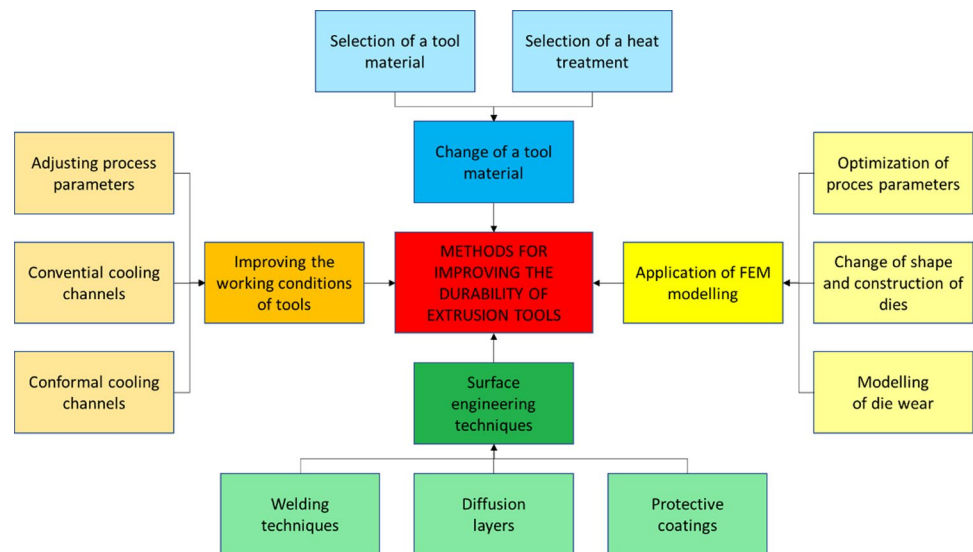 Selection of a tool
material
Selection of a heat
treatment
Change of a tool
material
Adjusting process
parameters
Convential cooling
channels
Conformal cooling
channels
Improving the
working conditions
of tools
METHODS FOR
IMPROVING THE
DURABILITY OF
EXTRUSION TOOLS
Application of FEM
modelling
Optimization of
proces parameters
Change of shape
and construction of
dies
Modelling
of die wear
Surface
engineering
techniques
Welding
techniques
Diffusion
layers
Protective
coatings